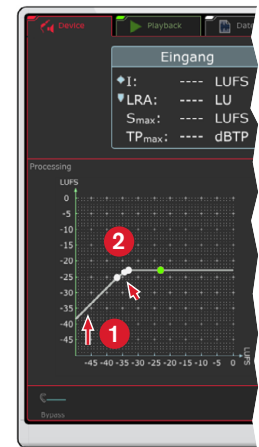 Device
Playback
Date
Eingang
I: ---- LUFS
LRA: ---- LU
Smax: ---- LUFS
TPmax: ---- dBTP
Processing
LUFS
0
-5
-10
-15
-20
-25
-30
-35
-40
-45
2
1
-45 -40 -35 -30 -25 -20 -15 -10 -5 0
LUFS
Bypass